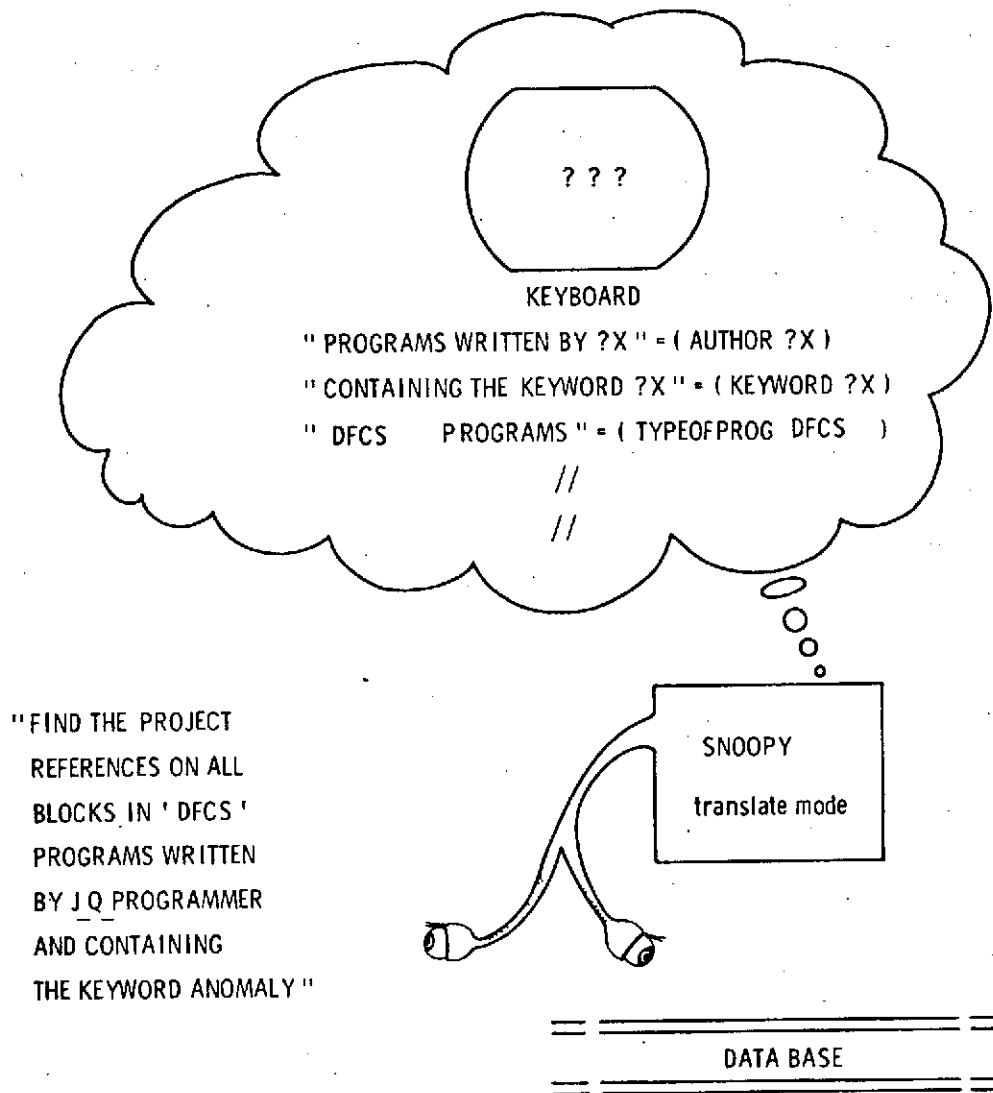 ? ? ?
KEYBOARD
" PROGRAMS WRITTEN BY ?X " = ( AUTHOR ?X )
" CONTAINING THE KEYWORD ?X " = ( KEYWORD ?X )
" DFCS PROGRAMS " = ( TYPEOFPROG DFCS )
//
//
SNOOPY
translate mode
" FIND THE PROJECT
REFERENCES ON ALL
BLOCKS IN ' DFCS '
PROGRAMS WRITTEN
BY J_Q_PROGRAMMER
AND CONTAINING
THE KEYWORD ANOMALY "
DATA BASE